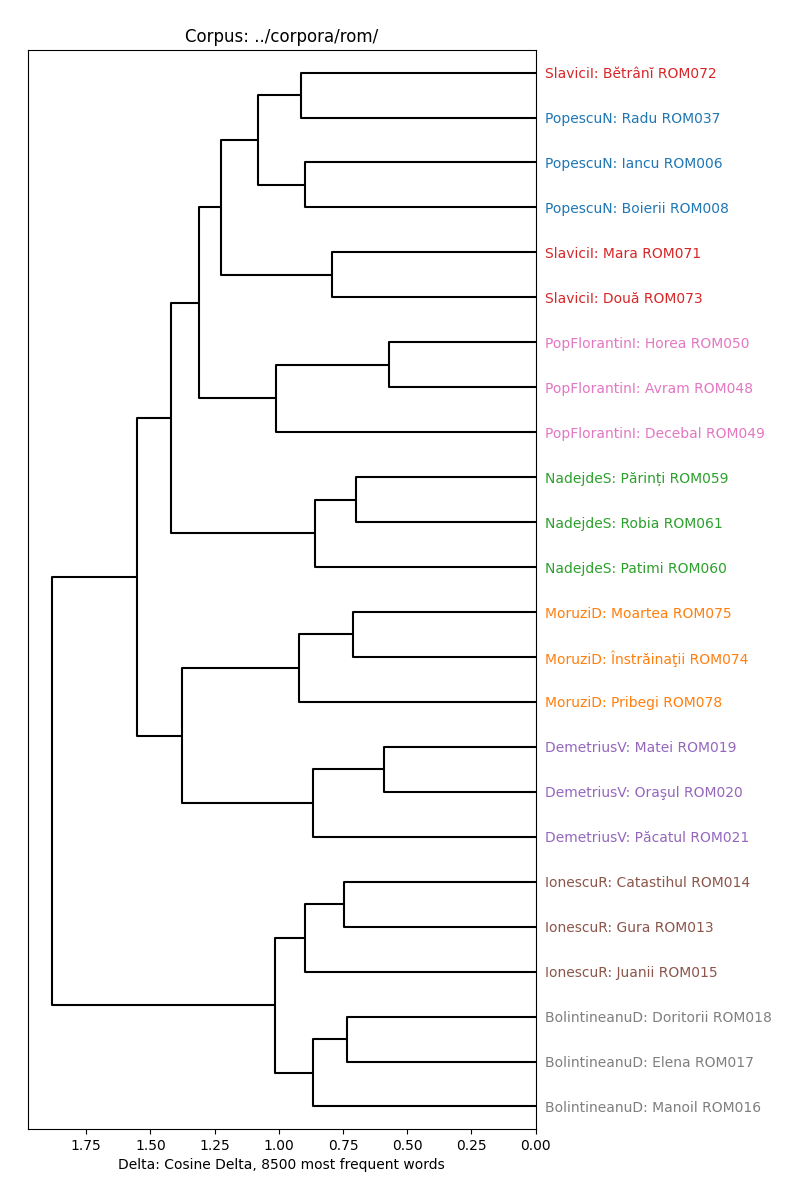 Corpus: ../corpora/rom/
SlaviciI: Bĕtrânĭ ROM072
PopescuN: Radu ROM037
PopescuN: Iancu ROM006
PopescuN: Boierii ROM008
SlaviciI: Mara ROM071
SlaviciI: Două ROM073
PopFlorantinI: Horea ROM050
PopFlorantinI: Avram ROM048
PopFlorantinI: Decebal ROM049
NadejdeS: Părinți ROM059
NadejdeS: Robia ROM061
NadejdeS: Patimi ROM060
MoruziD: Moartea ROM075
MoruziD: Înstrăinaţii ROM074
MoruziD: Pribegi ROM078
DemetriusV: Matei ROM019
DemetriusV: Oraşul ROM020
DemetriusV: Păcatul ROM021
IonescuR: Catastihul ROM014
IonescuR: Gura ROM013
IonescuR: Juanii ROM015
BolintineanuD: Doritorii ROM018
BolintineanuD: Elena ROM017
BolintineanuD: Manoil ROM016
1.75 1.50 1.25 1.00 0.75 0.50 0.25 0.00
Delta: Cosine Delta, 8500 most frequent words